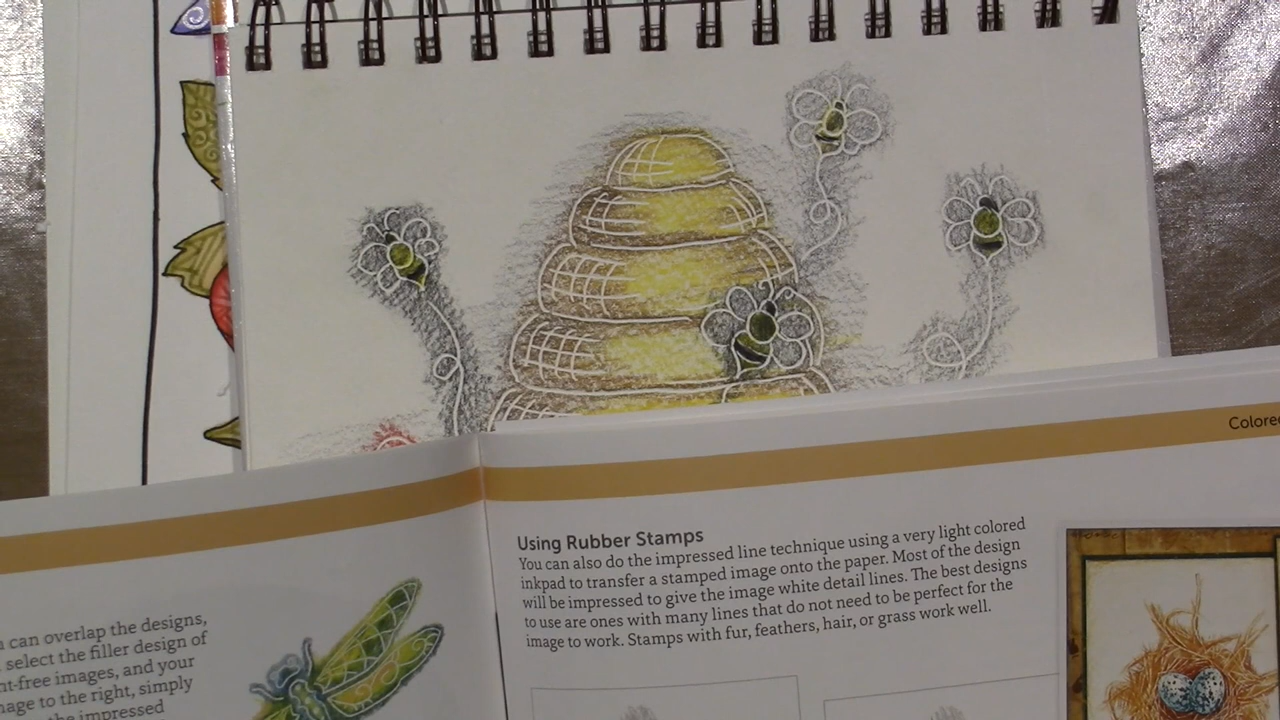 Colored
Using Rubber Stamps
You can also do the impressed line technique using a very light colored
inkpad to transfer a stamped image onto the paper. Most of the design
will be impressed to give the image white detail lines. The best designs
to use are ones with many lines that do not need to be perfect for the
image to work. Stamps with fur, feathers, hair, or grass work well.
can overlap the designs,
select the filler design of
images, and your
to the right, simply
the impressed